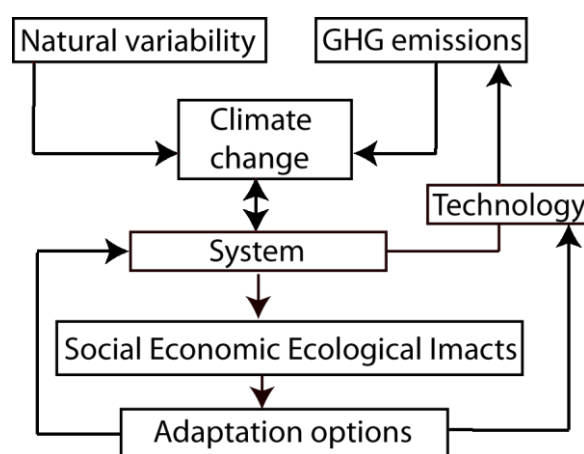 Natural variability
GHG emissions
Climate
change
Technology
System
Social Economic Ecological Imacts
Adaptation options